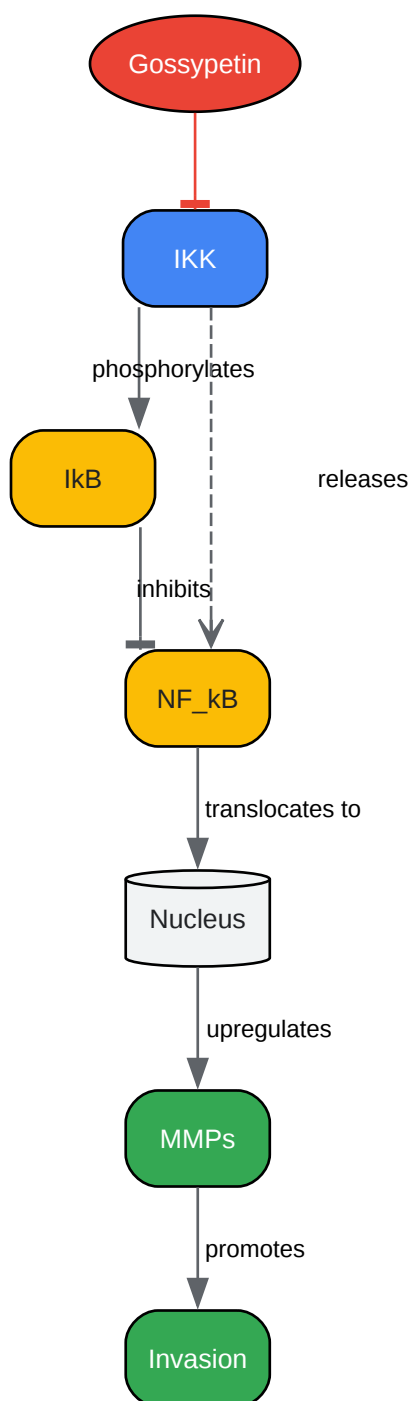 Gossypetin
IKK
phosphorylates
IkB
releases
inhibits
NF_kB
translocates to
Nucleus
upregulates
MMPs
promotes
Invasion